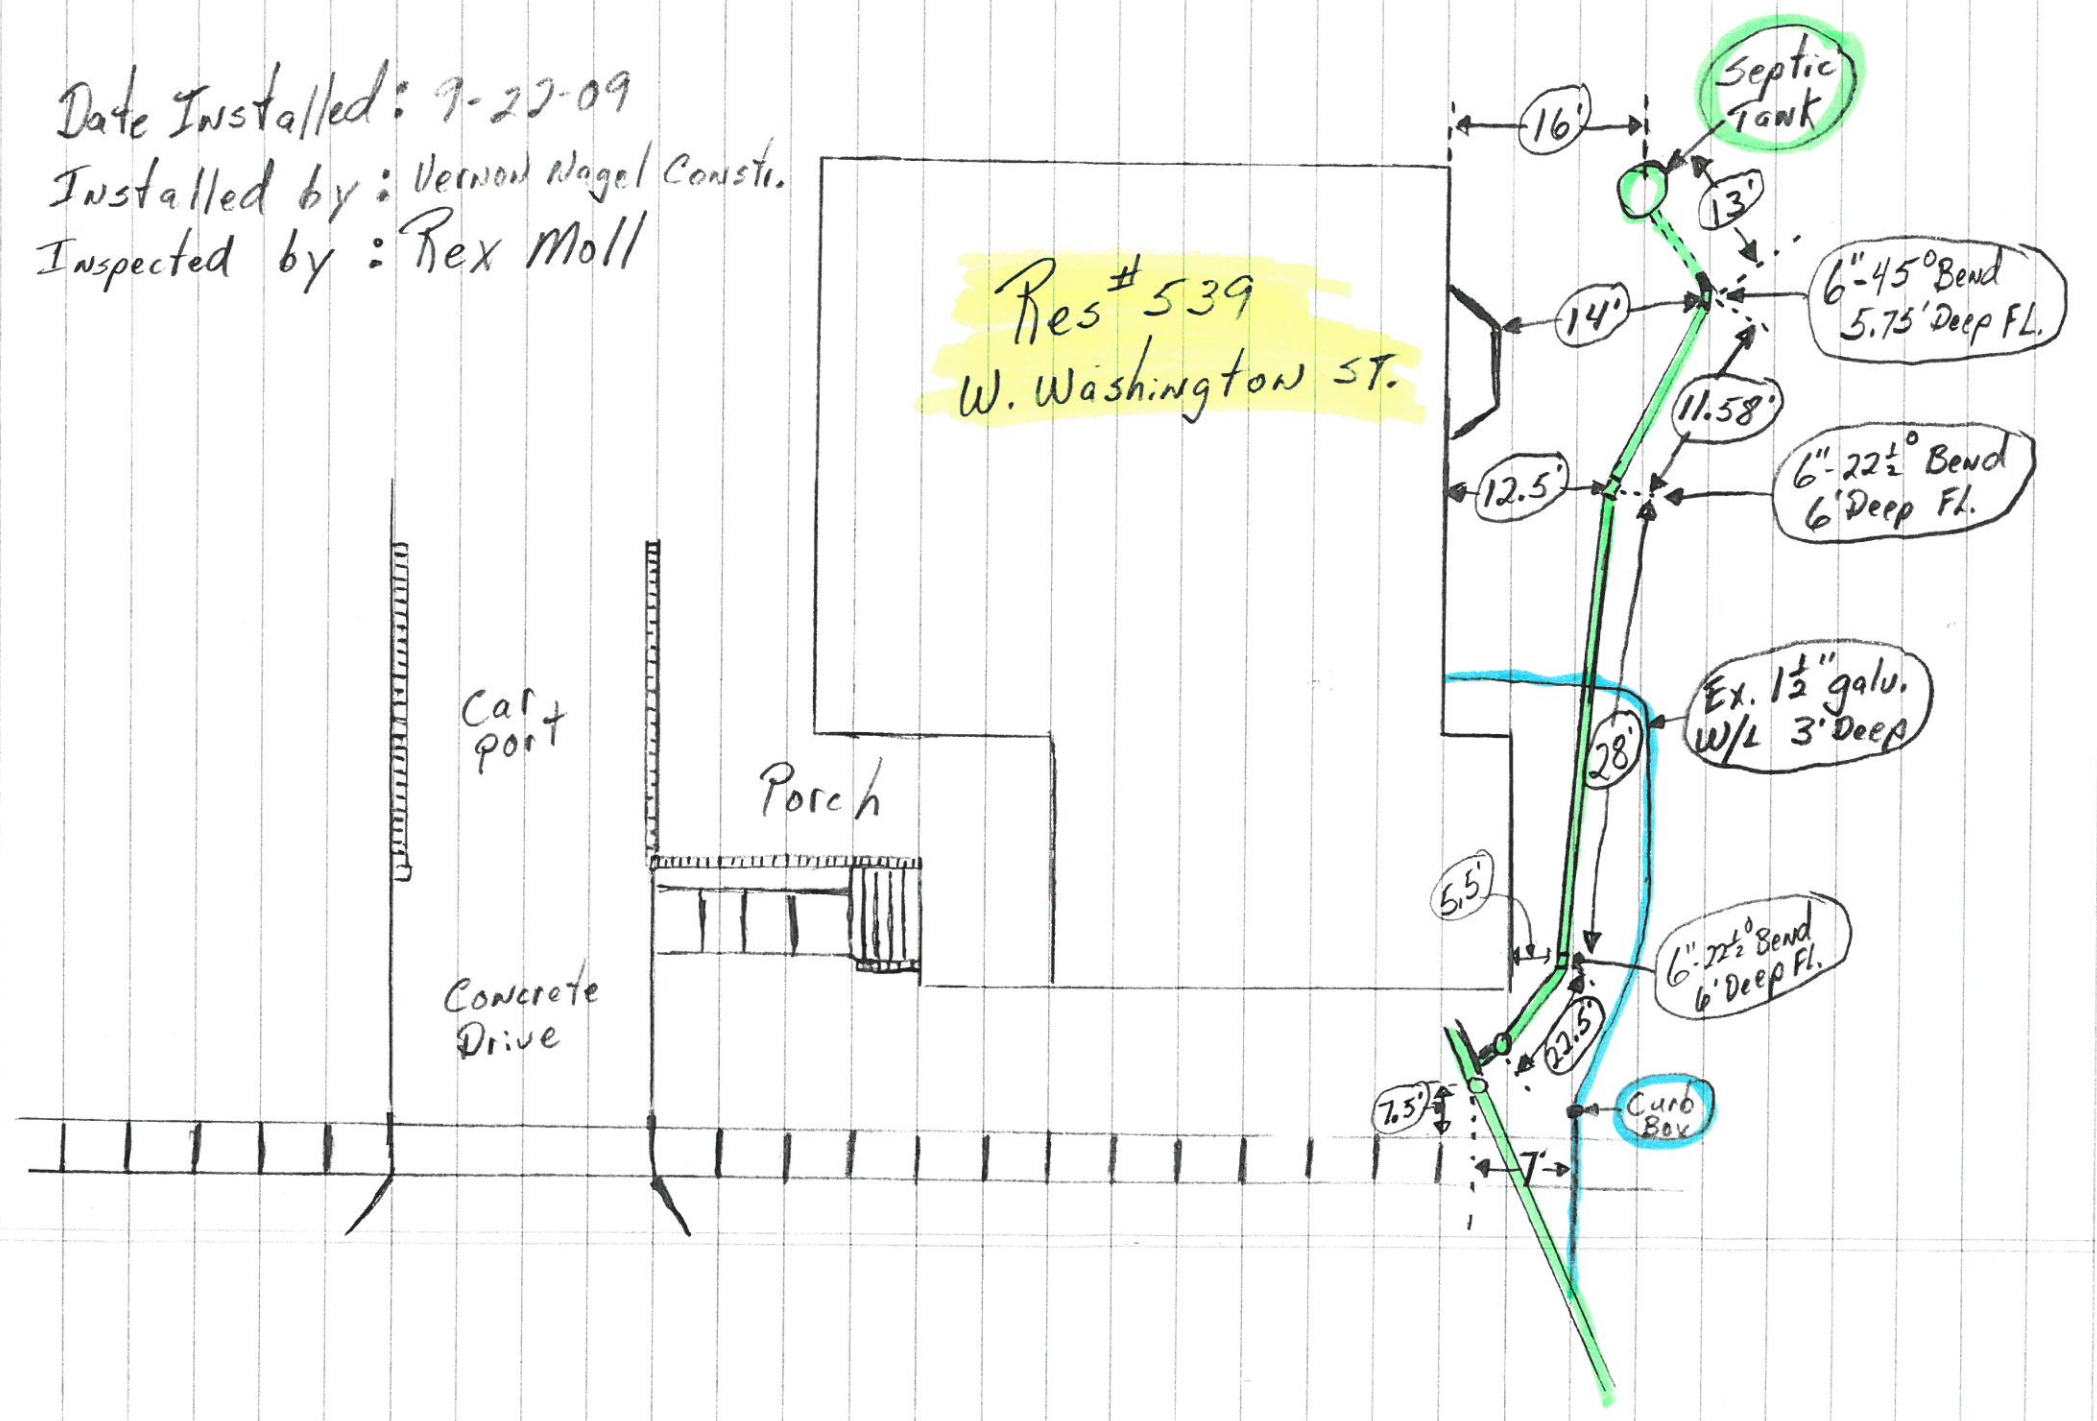 Date Installed: 9-22-09
Installed by: Vernon Nagel Constr.
Inspected by: Rex Moll
Septic
Tank
16'
13'
Res #539
W. Washington ST.
14'
6"-45° Bend
5.75' Deep FL.
11.58'
12.5'
6"-22½° Bend
6' Deep FL.
Car
port
Ex. 1½" galv.
W/L 3' Deep
28'
Porch
5.5'
6"-22½° Bend
6' Deep FL.
Concrete
Drive
22.5'
7.5'
Curb
Box
7'